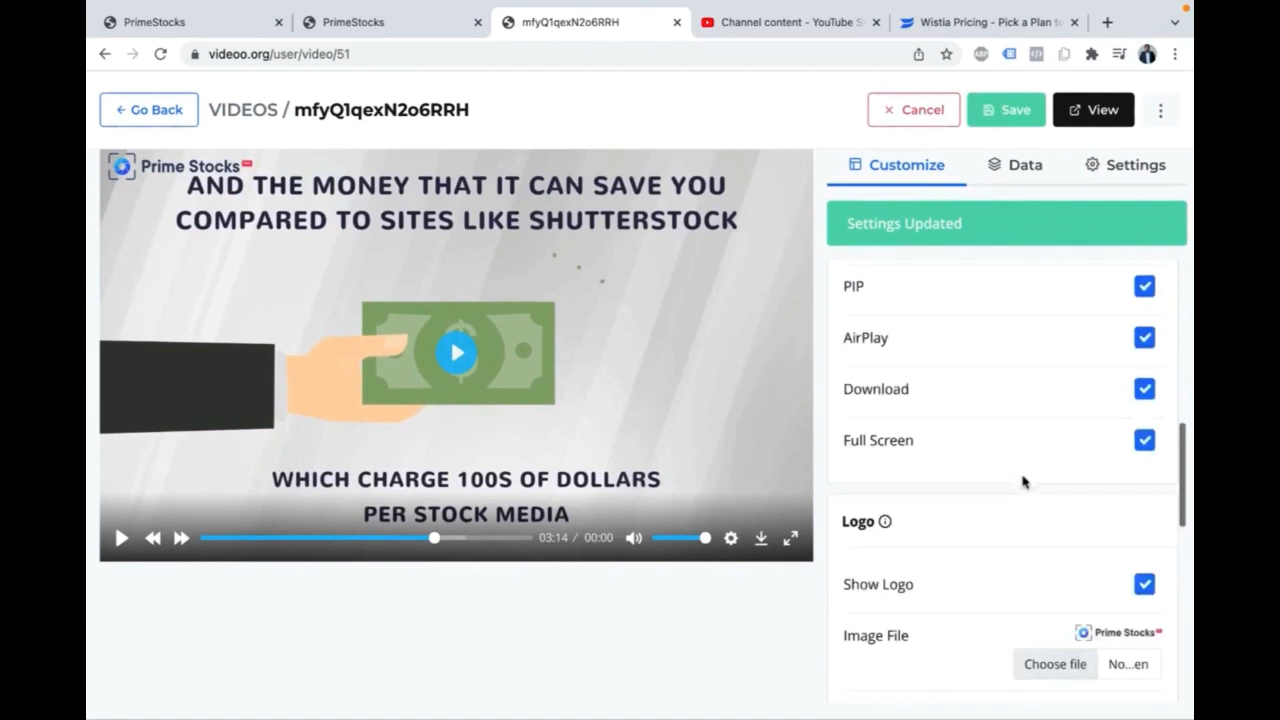 PrimeStocks
PrimeStocks
mfyQ1qexN2o6RRH
Channel content - YouTube S
Wistia Pricing - Pick a Plan to
videoo.org/user/video/51
Go Back
VIDEOS / mfyQ1qexN2o6RRH
Cancel
Save
View
Prime Stocks
AND THE MONEY THAT IT CAN SAVE YOU
COMPARED TO SITES LIKE SHUTTERSTOCK
WHICH CHARGE 100S OF DOLLARS
PER STOCK MEDIA
03:14 / 00:00
Customize
Data
Settings
Settings Updated
PIP
AirPlay
Download
Full Screen
Logo
Show Logo
Image File
Prime Stocks
Choose file
No...en